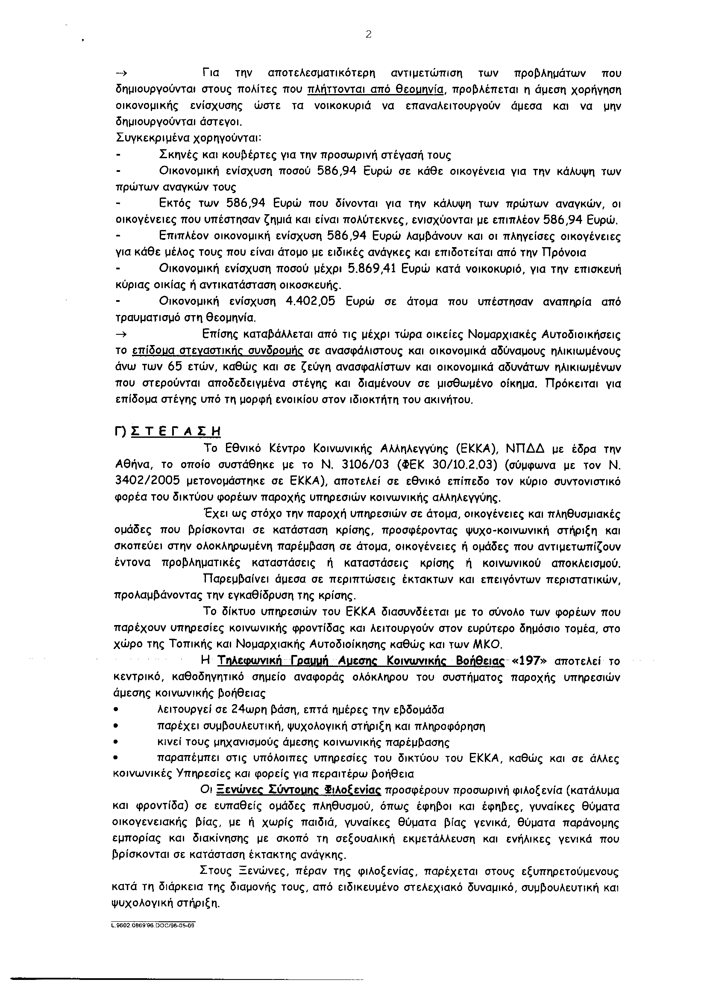 2
→ Για την αποτελεσματικότερη αντιμετώπιση των προβλημάτων που
δημιουργούνται στους πολίτες που πλήττονται από θεομηνία, προβλέπεται η άμεση χορήγηση
οικονομικής ενίσχυσης ώστε τα νοικοκυριά να επαναλειτουργούν άμεσα και να μην
δημιουργούνται άστεγοι.
Συγκεκριμένα χορηγούνται:
- Σκηνές και κουβέρτες για την προσωρινή στέγασή τους
- Οικονομική ενίσχυση ποσού 586,94 Ευρώ σε κάθε οικογένεια για την κάλυψη των
πρώτων αναγκών τους
- Εκτός των 586,94 Ευρώ που δίνονται για την κάλυψη των πρώτων αναγκών, οι
οικογένειες που υπέστησαν ζημιά και είναι πολύτεκνες, ενισχύονται με επιπλέον 586,94 Ευρώ.
- Επιπλέον οικονομική ενίσχυση 586,94 Ευρώ λαμβάνουν και οι πληγείσες οικογένειες
για κάθε μέλος τους που είναι άτομο με ειδικές ανάγκες και επιδοτείται από την Πρόνοια
- Οικονομική ενίσχυση ποσού μέχρι 5.869,41 Ευρώ κατά νοικοκυριό, για την επισκευή
κύριας οικίας ή αντικατάσταση οικοσκευής.
- Οικονομική ενίσχυση 4.402,05 Ευρώ σε άτομα που υπέστησαν αναπηρία από
τραυματισμό στη θεομηνία.
→ Επίσης καταβάλλεται από τις μέχρι τώρα οικείες Νομαρχιακές Αυτοδιοικήσεις
το επίδομα στεγαστικής συνδρομής σε ανασφάλιστους και οικονομικά αδύναμους ηλικιωμένους
άνω των 65 ετών, καθώς και σε ζεύγη ανασφαλίστων και οικονομικά αδυνάτων ηλικιωμένων
που στερούνται αποδεδειγμένα στέγης και διαμένουν σε μισθωμένο οίκημα. Πρόκειται για
επίδομα στέγης υπό τη μορφή ενοικίου στον ιδιοκτήτη του ακινήτου.
Γ) Σ Τ Ε Γ Α Σ Η
Το Εθνικό Κέντρο Κοινωνικής Αλληλεγγύης (ΕΚΚΑ), ΝΠΔΔ με έδρα την
Αθήνα, το οποίο συστάθηκε με το Ν. 3106/03 (ΦΕΚ 30/10.2.03) (σύμφωνα με τον Ν.
3402/2005 μετονομάστηκε σε ΕΚΚΑ), αποτελεί σε εθνικό επίπεδο τον κύριο συντονιστικό
φορέα του δικτύου φορέων παροχής υπηρεσιών κοινωνικής αλληλεγγύης.
Έχει ως στόχο την παροχή υπηρεσιών σε άτομα, οικογένειες και πληθυσμιακές
ομάδες που βρίσκονται σε κατάσταση κρίσης, προσφέροντας ψυχο-κοινωνική στήριξη και
σκοπεύει στην ολοκληρωμένη παρέμβαση σε άτομα, οικογένειες ή ομάδες που αντιμετωπίζουν
έντονα προβληματικές καταστάσεις ή καταστάσεις κρίσης ή κοινωνικού αποκλεισμού.
Παρεμβαίνει άμεσα σε περιπτώσεις έκτακτων και επειγόντων περιστατικών,
προλαμβάνοντας την εγκαθίδρυση της κρίσης.
Το δίκτυο υπηρεσιών του ΕΚΚΑ διασυνδέεται με το σύνολο των φορέων που
παρέχουν υπηρεσίες κοινωνικής φροντίδας και λειτουργούν στον ευρύτερο δημόσιο τομέα, στο
χώρο της Τοπικής και Νομαρχιακής Αυτοδιοίκησης καθώς και των ΜΚΟ.
Η Τηλεφωνική Γραμμή Αμεσης Κοινωνικής Βοήθειας «197» αποτελεί το
κεντρικό, καθοδηγητικό σημείο αναφοράς ολόκληρου του συστήματος παροχής υπηρεσιών
άμεσης κοινωνικής βοήθειας
• λειτουργεί σε 24ωρη βάση, επτά ημέρες την εβδομάδα
• παρέχει συμβουλευτική, ψυχολογική στήριξη και πληροφόρηση
• κινεί τους μηχανισμούς άμεσης κοινωνικής παρέμβασης
• παραπέμπει στις υπόλοιπες υπηρεσίες του δικτύου του ΕΚΚΑ, καθώς και σε άλλες
κοινωνικές Υπηρεσίες και φορείς για περαιτέρω βοήθεια
Οι Ξενώνες Σύντομης Φιλοξενίας προσφέρουν προσωρινή φιλοξενία (κατάλυμα
και φροντίδα) σε ευπαθείς ομάδες πληθυσμού, όπως έφηβοι και έφηβες, γυναίκες θύματα
οικογενειακής βίας, με ή χωρίς παιδιά, γυναίκες θύματα βίας γενικά, θύματα παράνομης
εμπορίας και διακίνησης με σκοπό τη σεξουαλική εκμετάλλευση και ενήλικες γενικά που
βρίσκονται σε κατάσταση έκτακτης ανάγκης.
Στους Ξενώνες, πέραν της φιλοξενίας, παρέχεται στους εξυπηρετούμενους
κατά τη διάρκεια της διαμονής τους, από ειδικευμένο στελεχιακό δυναμικό, συμβουλευτική και
ψυχολογική στήριξη.
L.9602.0869'96.DOC/96-05-09